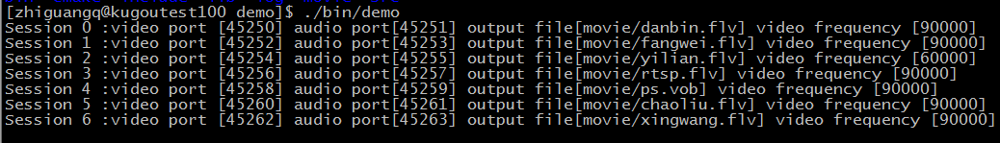 [zhiguangq@kugoutest100 demo]$ ./bin/demo
Session 0 :video port [45250] audio port[45251] output file[movie/danbin.flv] video frequency [90000]
Session 1 :video port [45252] audio port[45253] output file[movie/fangwei.flv] video frequency [90000]
Session 2 :video port [45254] audio port[45255] output file[movie/yilian.flv] video frequency [60000]
Session 3 :video port [45256] audio port[45257] output file[movie/rtsp.flv] video frequency [90000]
Session 4 :video port [45258] audio port[45259] output file[movie/ps.vob] video frequency [90000]
Session 5 :video port [45260] audio port[45261] output file[movie/chaoliu.flv] video frequency [90000]
Session 6 :video port [45262] audio port[45263] output file[movie/xingwang.flv] video frequency [90000]